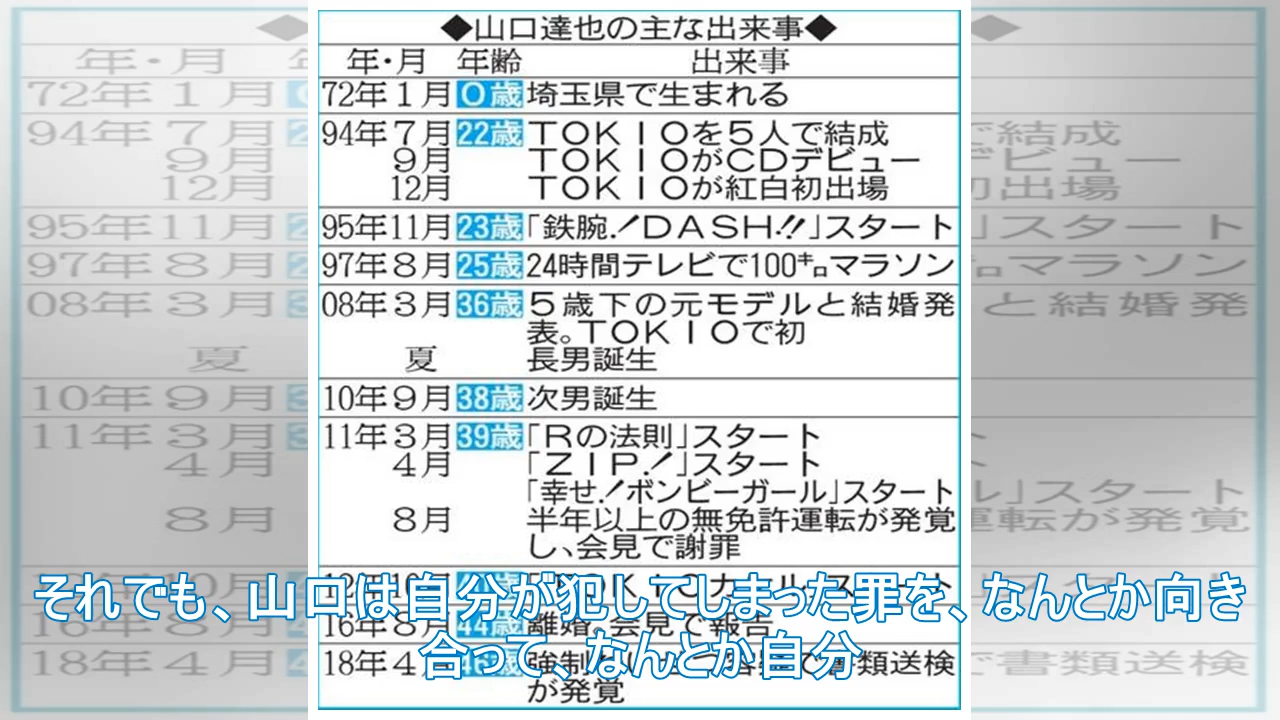 ◆山口達也の主な出来事◆
年・月 年齢 出来事
72年1月 0歳 埼玉県で生まれる
94年7月 22歳 TOKIOを5人で結成
9月 TOKIOがCDデビュー
12月 TOKIOが紅白初出場
95年11月 23歳 「鉄腕!DASH!!」スタート
97年8月 25歳 24時間テレビで100㌔マラソン
08年3月 36歳 5歳下の元モデルと結婚発
表。TOKIOで初
夏 長男誕生
10年9月 38歳 次男誕生
11年3月 39歳 「Rの法則」スタート
4月 「ZIP!」スタート
「幸せ!ボンビーガール」スタート
8月 半年以上の無免許運転が発覚
し、会見で謝罪
それでも、山口は自分が犯してしまった罪を、なんとか向き
16年8月 44歳 離婚、会見で報告
合って、なんとか自分
18年4月 46歳 強制 書類送検
が発覚